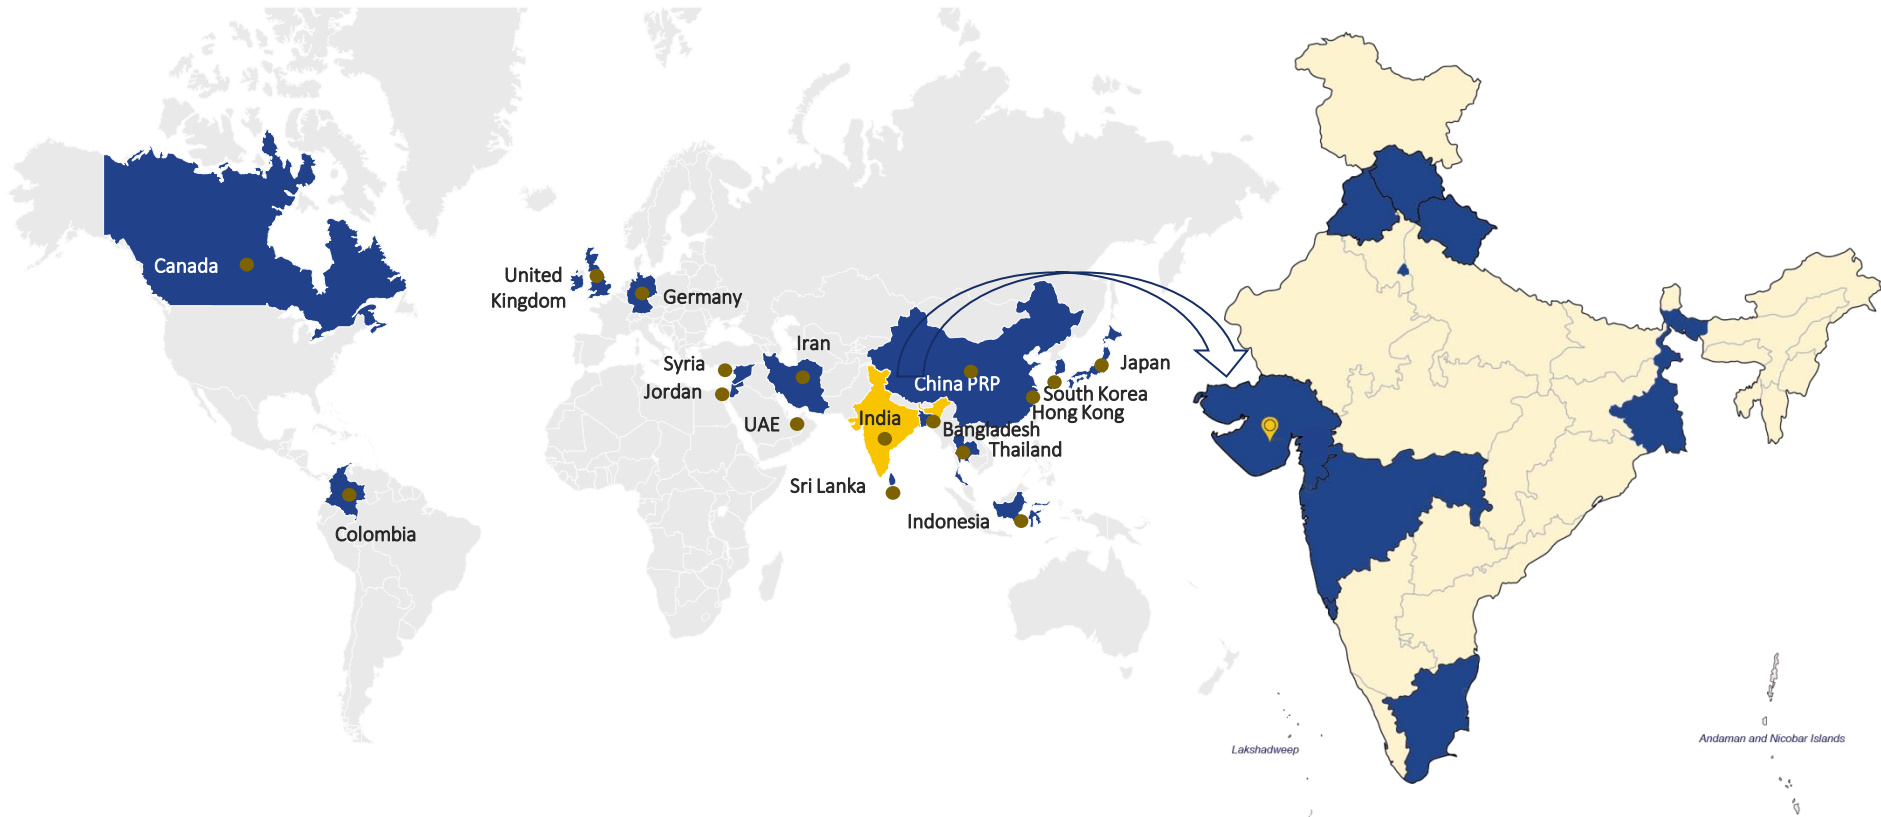 Canada
United
Kingdom
Germany
Iran
Syria
Jordan
UAE
India
China PRP
Japan
South Korea
Hong Kong
Bangladesh
Thailand
Sri Lanka
Indonesia
Colombia
Lakshadweep
Andaman and Nicobar Islands